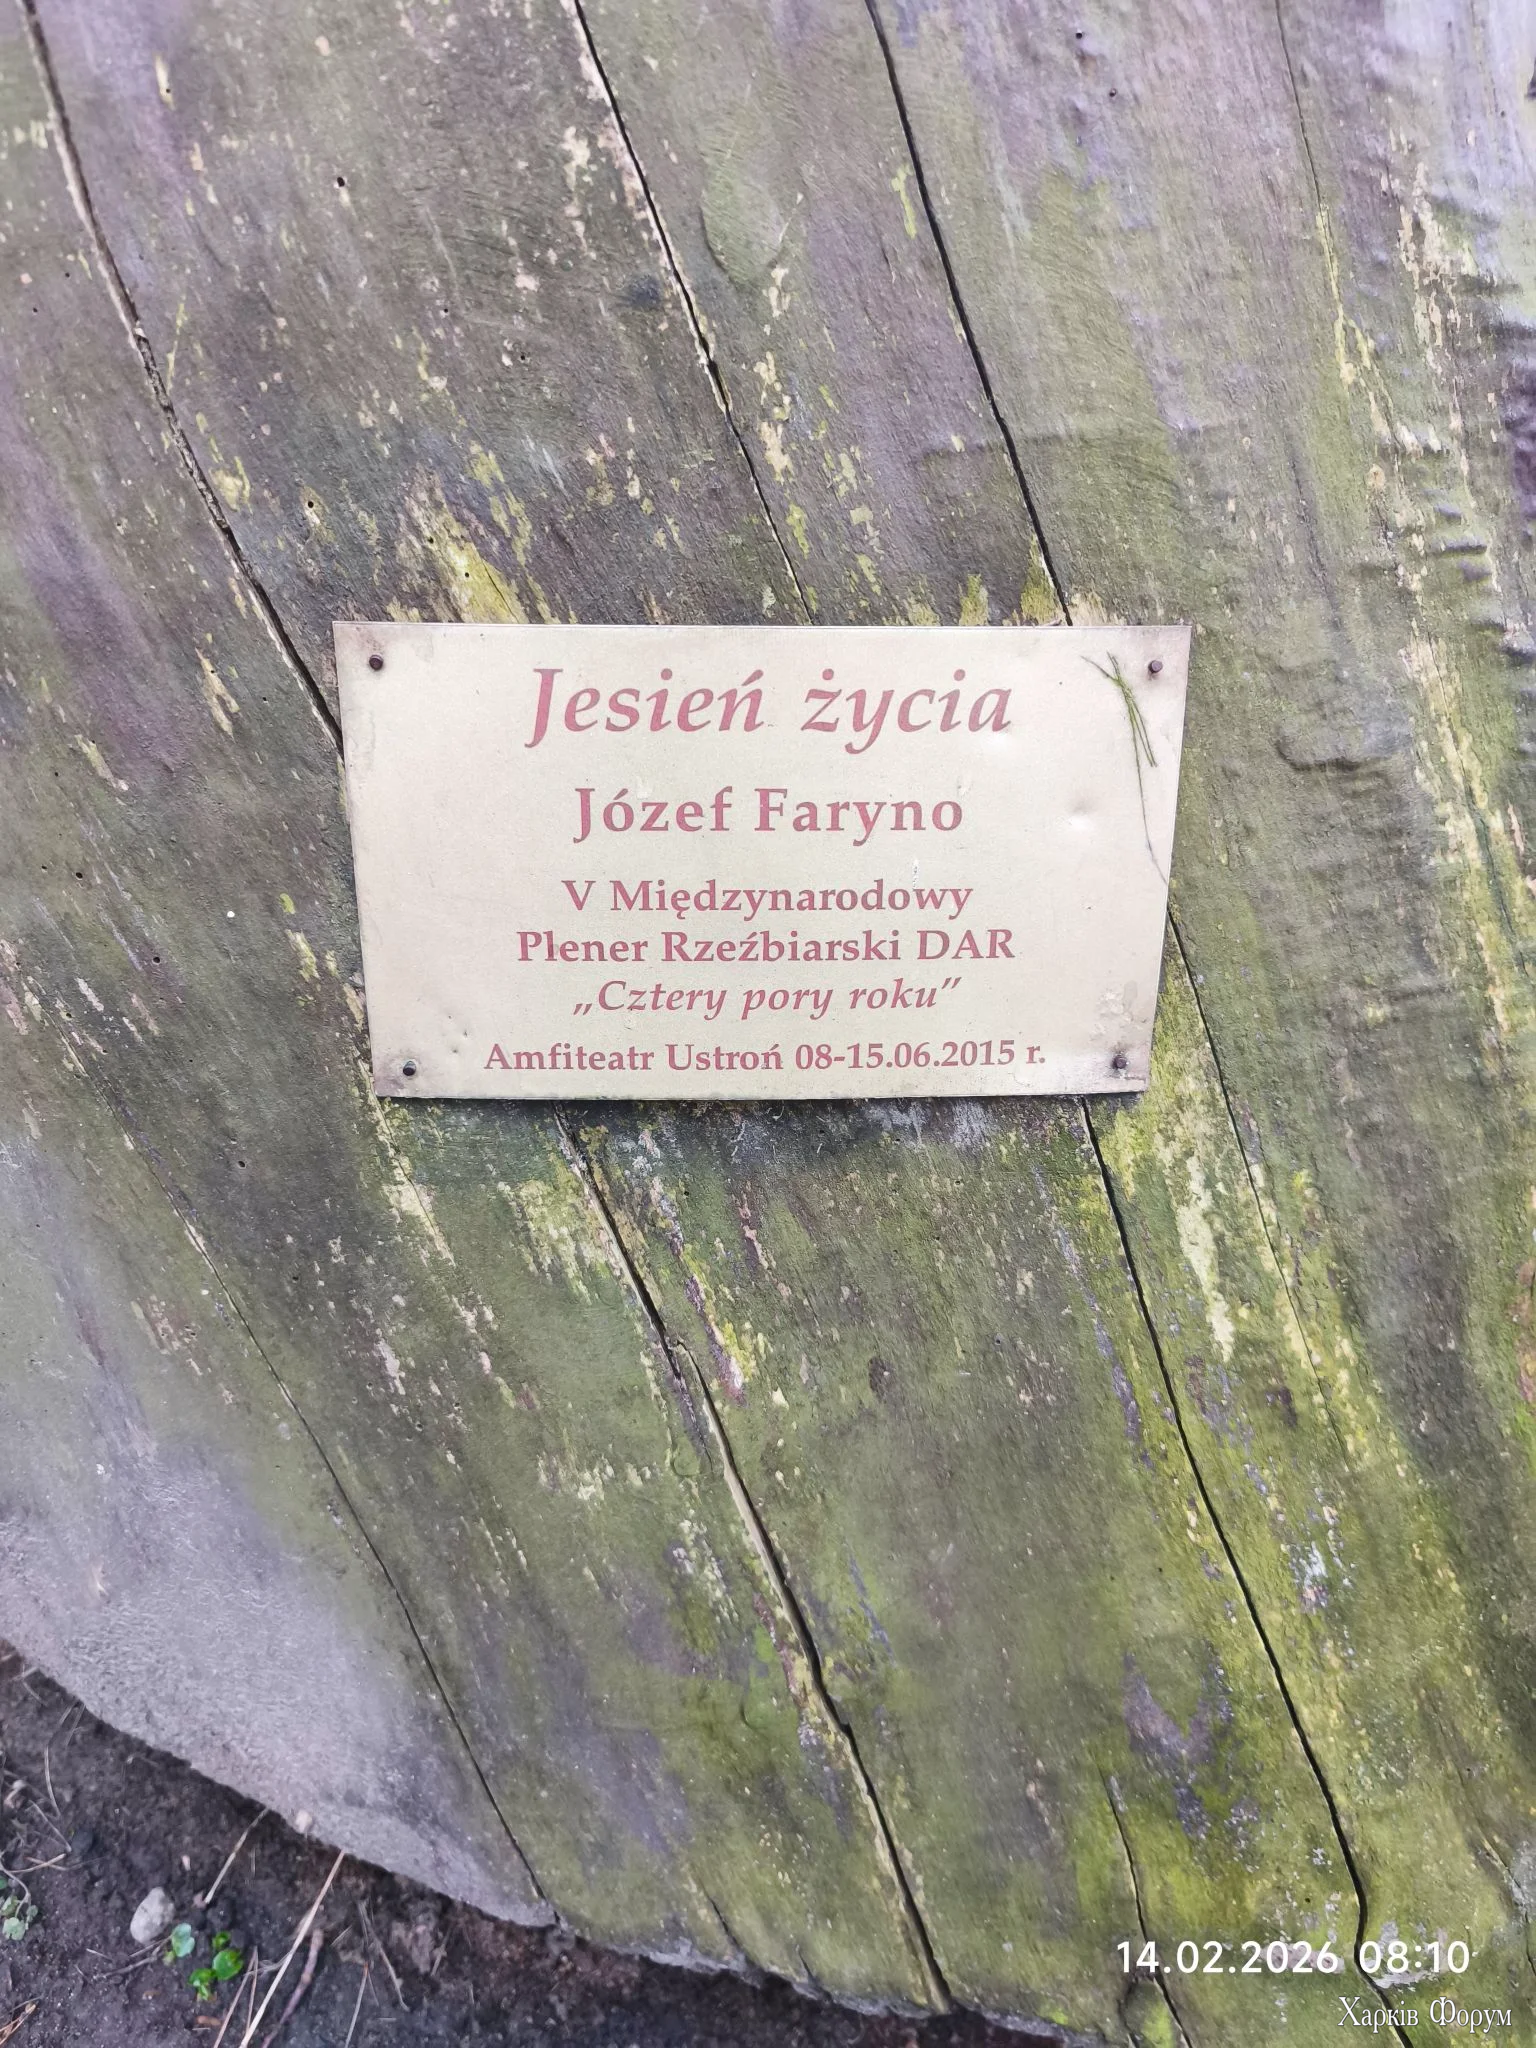 Jesień życia
Józef Faryno
V Międzynarodowy
Plener Rzeźbiarski DAR
„Cztery pory roku”
Amfiteatr Ustroń 08-15.06.2015 r.
14.02.2026 08:10
Харків Форум